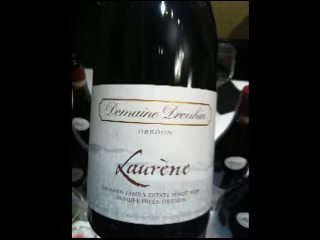 Domaine Drouhin
OREGON
Laurène
DROUHIN FAMILY ESTATE PINOT NOIR
DUNDEE HILLS, OREGON